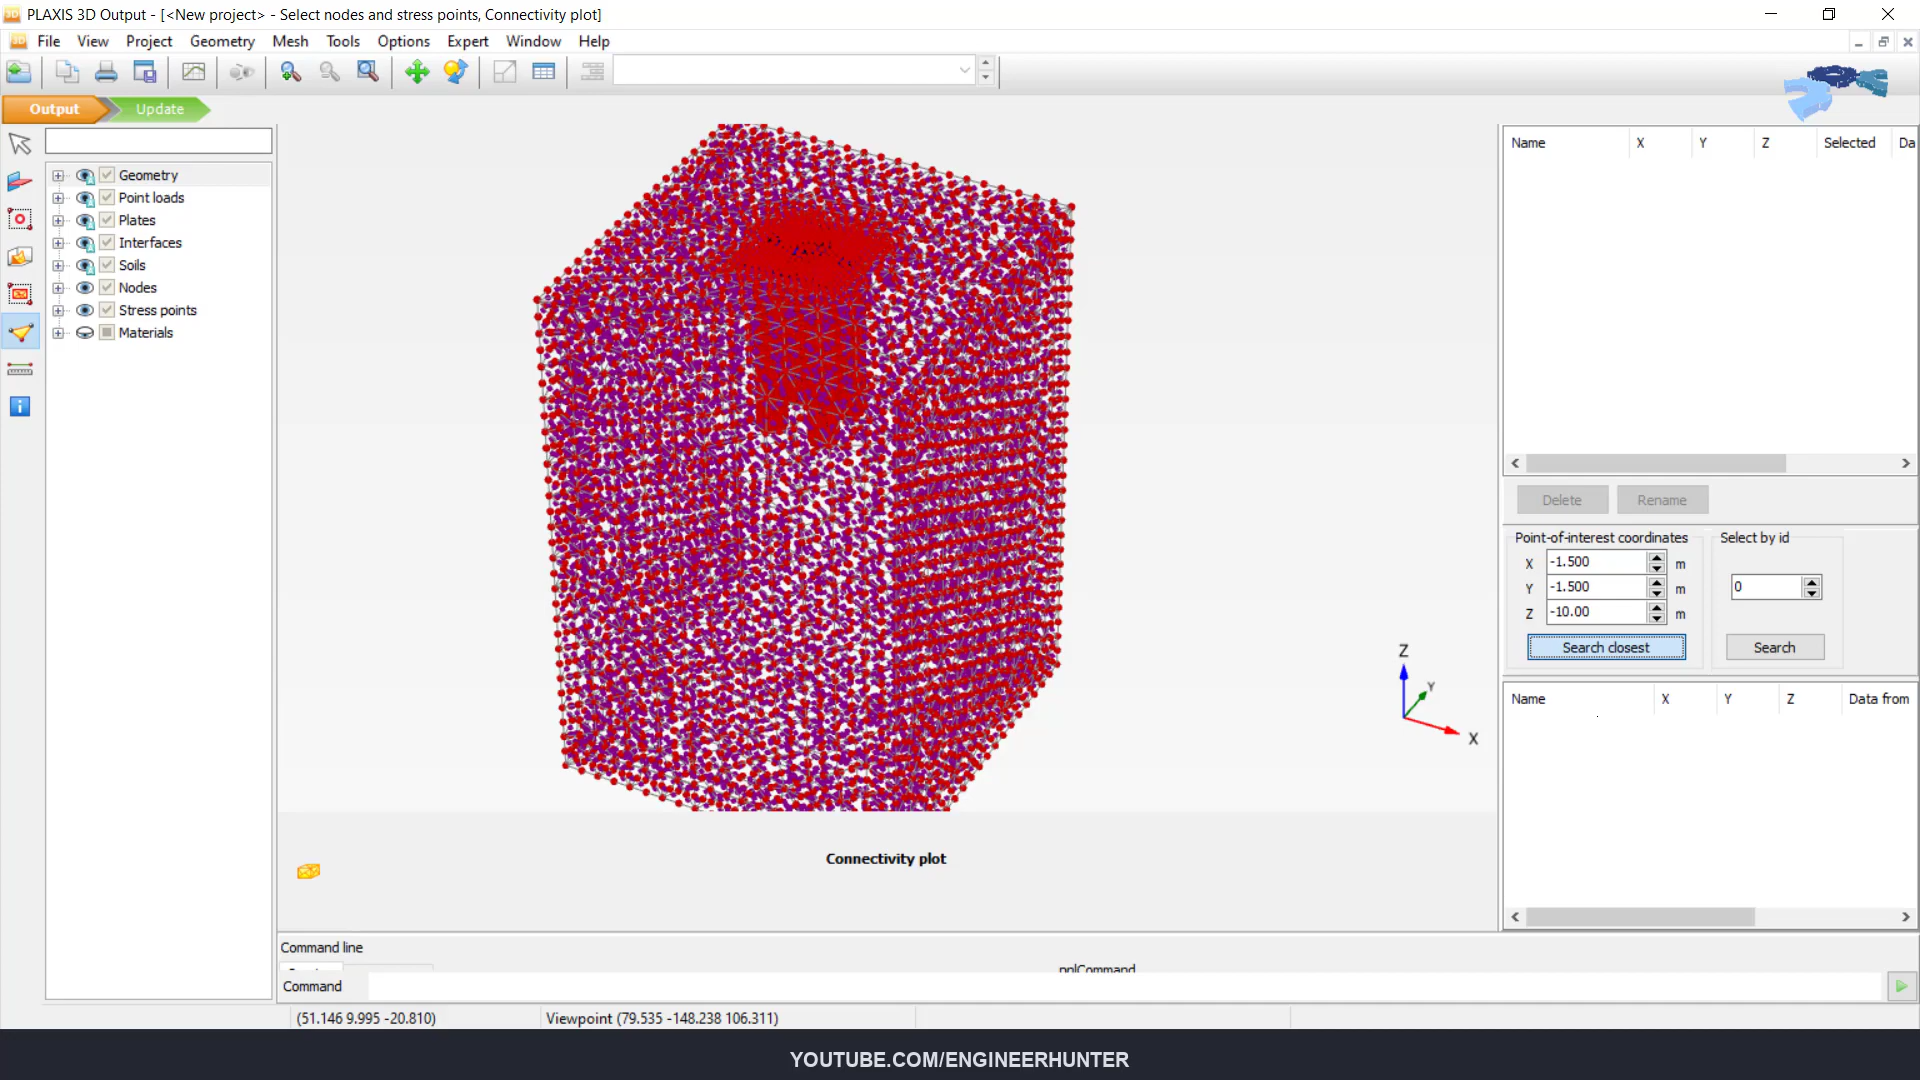 PLAXIS 3D Output - [<New project> - Select nodes and stress points, Connectivity plot]
File View Project Geometry Mesh Tools Options Expert Window Help
Output Update
Geometry
Point loads
Plates
Interfaces
Soils
Nodes
Stress points
Materials
Z
Y
X
Connectivity plot
Name X Y Z Selected Da
Delete Rename
Point-of-interest coordinates Select by id
X -1.500 m
Y -1.500 m
Z -10.00 m
0
Search closest Search
Name X Y Z Data from
Command line
pnlCommand
Command
(51.146 9.995 -20.810) Viewpoint (79.535 -148.238 106.311)
YOUTUBE.COM/ENGINEERHUNTER